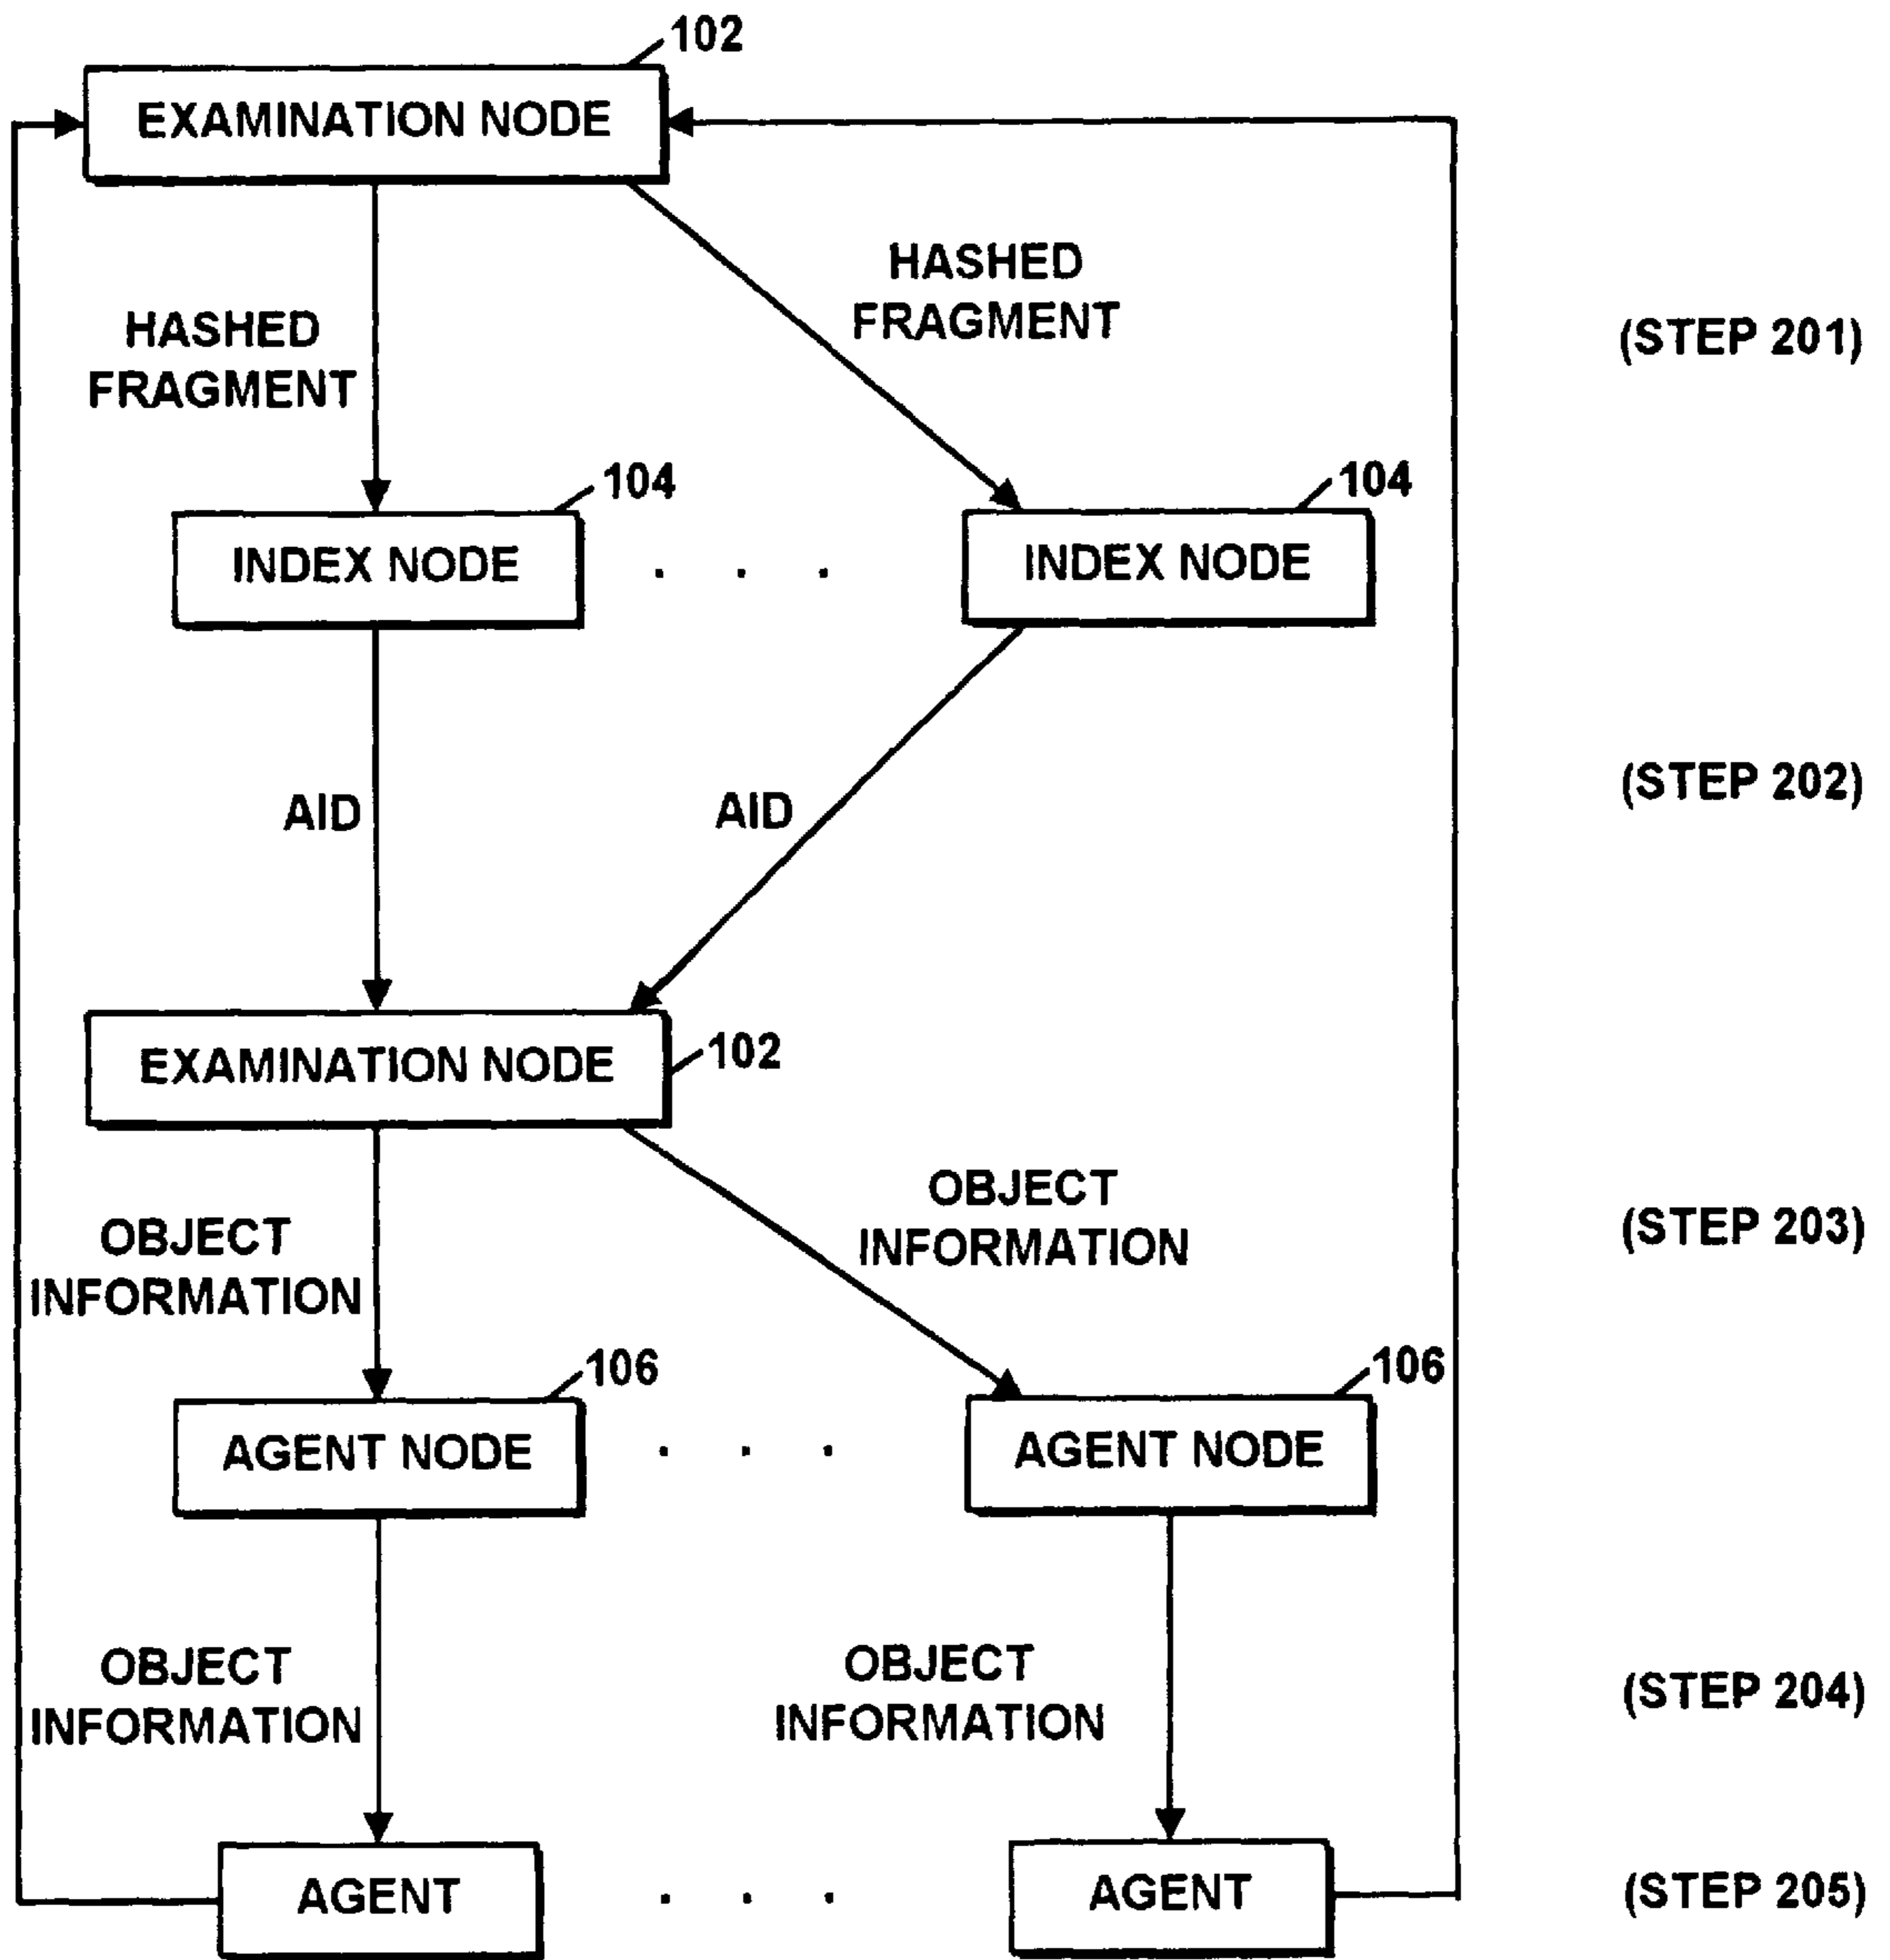 102
EXAMINATION NODE
HASHED
FRAGMENT
HASHED
FRAGMENT
(STEP 201)
104
104
INDEX NODE
. . .
INDEX NODE
AID
AID
(STEP 202)
EXAMINATION NODE
102
OBJECT
INFORMATION
OBJECT
INFORMATION
(STEP 203)
106
106
AGENT NODE
. . .
AGENT NODE
OBJECT
INFORMATION
OBJECT
INFORMATION
(STEP 204)
AGENT
. . .
AGENT
(STEP 205)